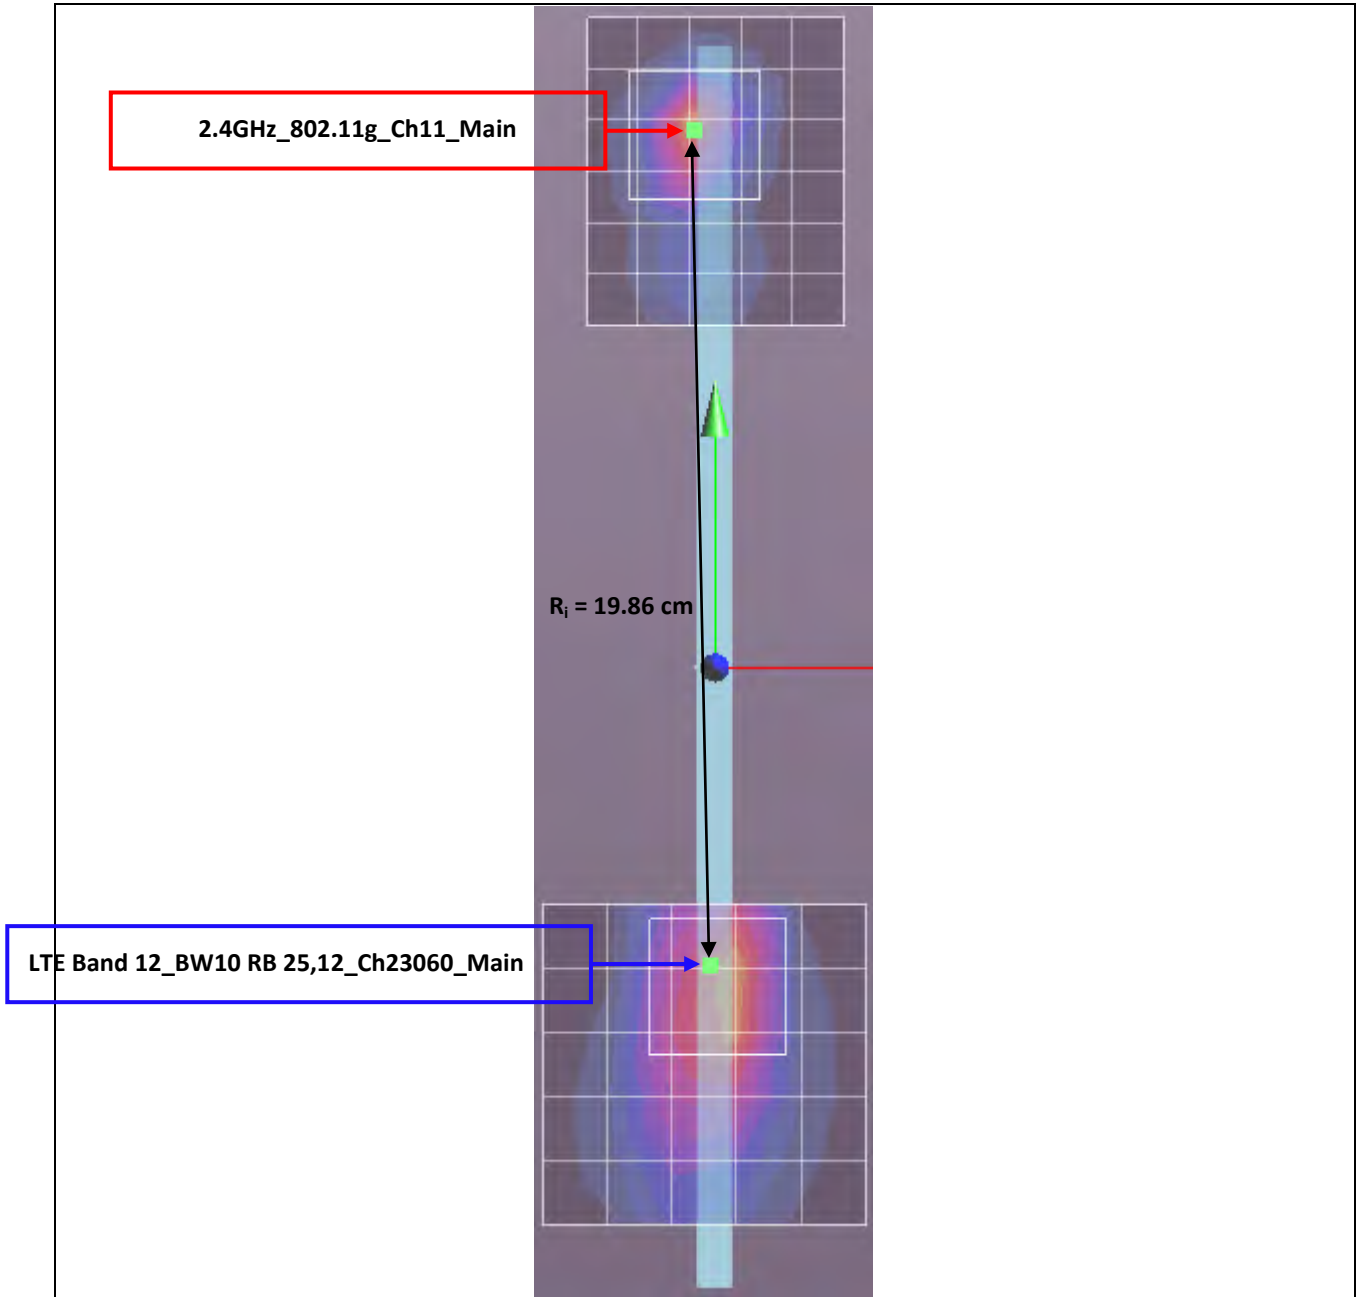 2.4GHz_802.11g_Ch11_Main
Ri = 19.86 cm
LTE Band 12_BW10 RB 25,12_Ch23060_Main